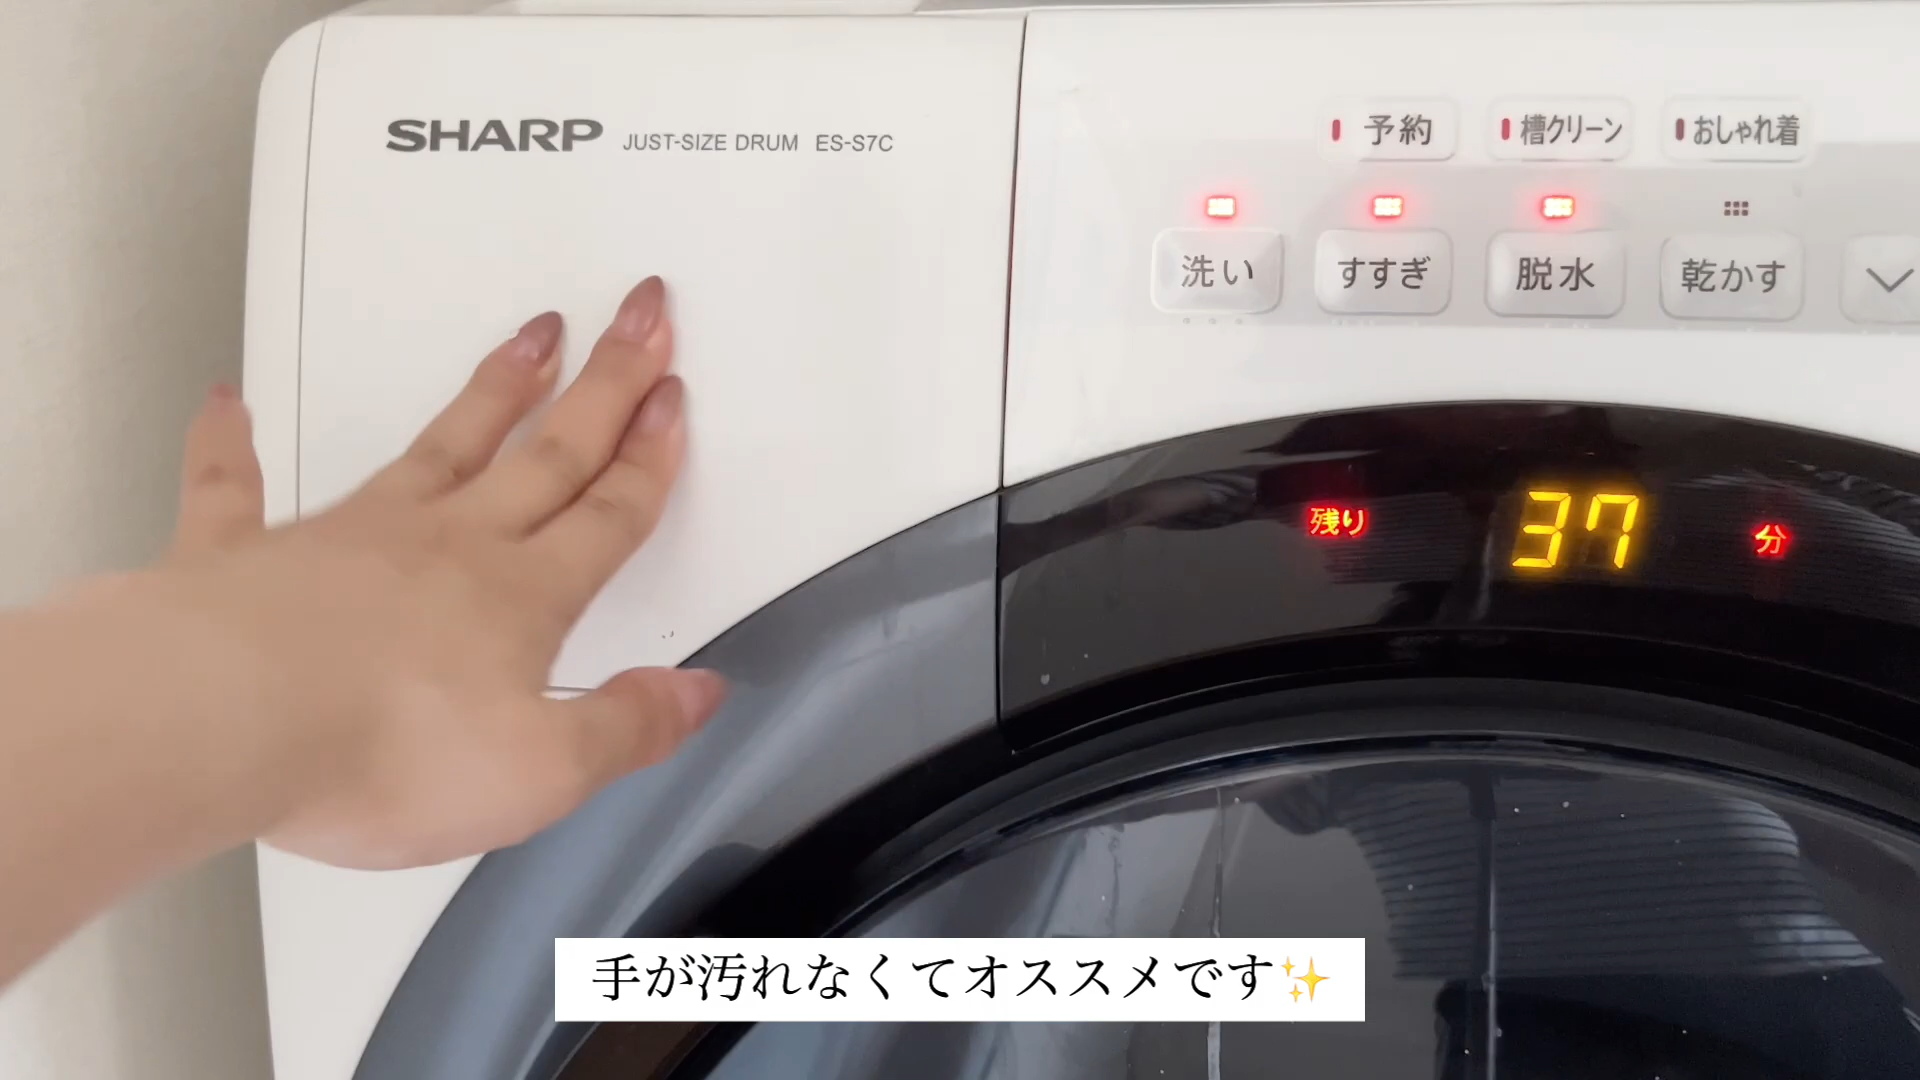 SHARP JUST-SIZE DRUM ES-S7C
予約 槽クリーン おしゃれ着
洗い すすぎ 脱水 乾かす
残り 37 分
手が汚れなくてオススメです✨